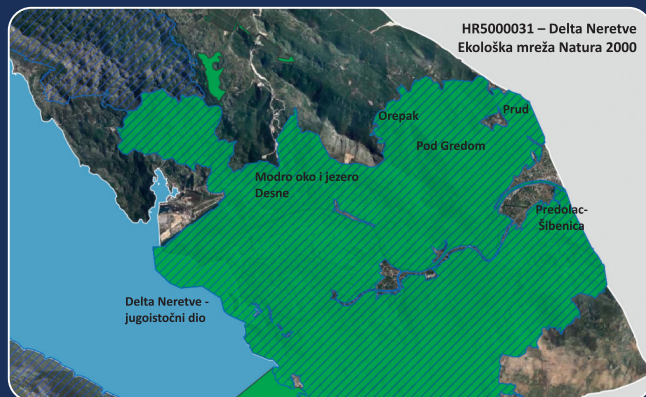 HR5000031 – Delta Neretve
Ekološka mreža Natura 2000
Orepak
Prud
Pod Gredom
Modro oko i jezero
Desne
Predolac-
Šibenica
Delta Neretve -
jugoistočni dio